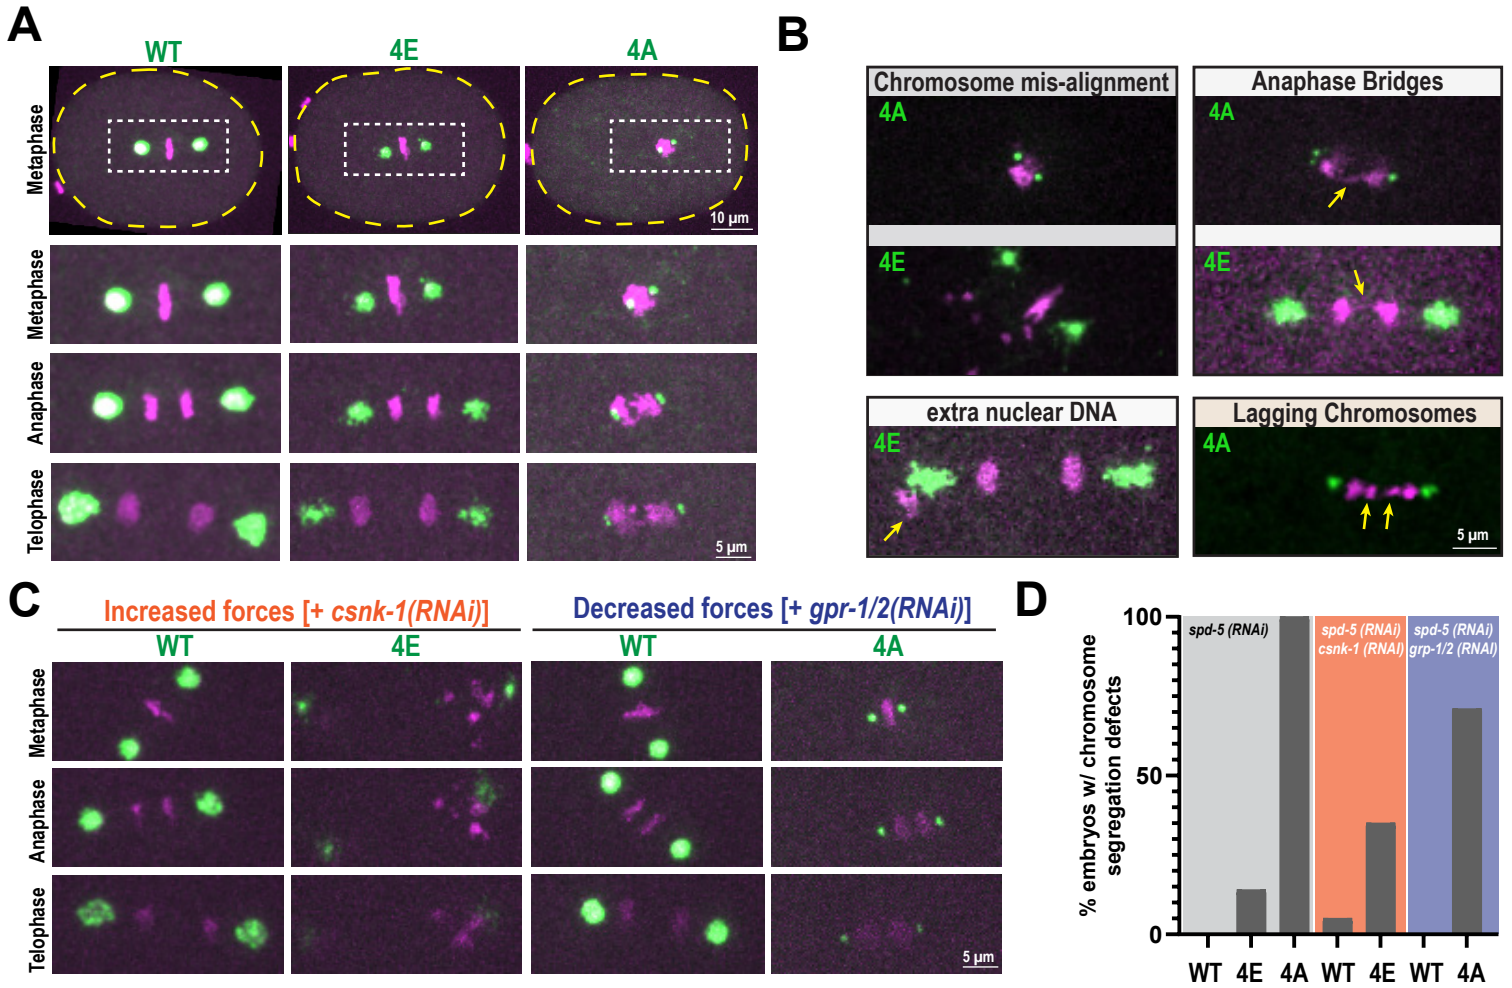 A
WT
4E
4A
Metaphase
10 µm
Metaphase
Anaphase
Telophase
5 µm
B
Chromosome mis-alignment
4A
4E
Anaphase Bridges
4A
4E
extra nuclear DNA
4E
Lagging Chromosomes
4A
5 µm
C
Increased forces [+ csnk-1(RNAi)]
Decreased forces [+ gpr-1/2(RNAi)]
WT
4E
WT
4A
Metaphase
Anaphase
Telophase
5 µm
D
% embryos w/ chromosome
segregation defects
100
50
0
spd-5 (RNAi)
spd-5 (RNAi)
csnk-1 (RNAI)
spd-5 (RNAi)
grp-1/2 (RNAI)
WT 4E 4A WT 4E WT 4A